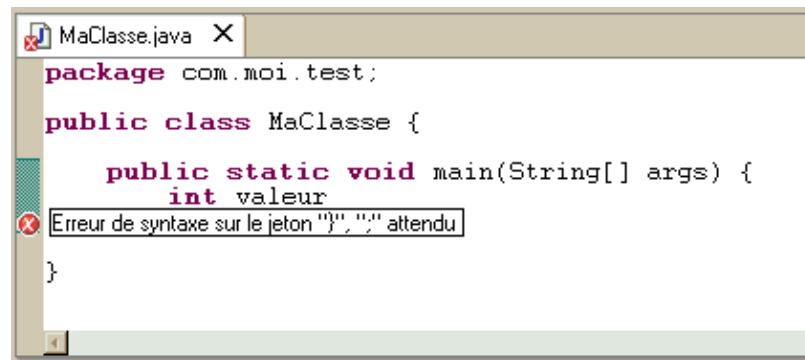 MaClasse.java X
package com.moi.test;
public class MaClasse {
public static void main(String[] args) {
int valeur
Erreur de syntaxe sur le jeton "}", ";" attendu
}